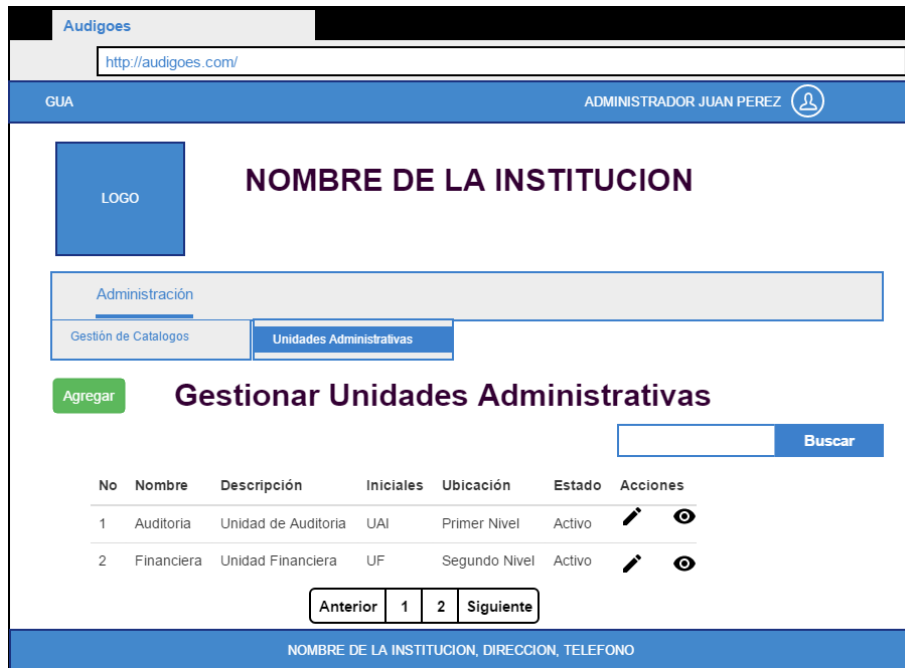 Audigoes
http://audigoes.com/
GUA
ADMINISTRADOR JUAN PEREZ
LOGO
NOMBRE DE LA INSTITUCION
Administración
Gestiòn de Catalogos
Unidades Administrativas
Agregar
Gestionar Unidades Administrativas
Buscar
No Nombre Descripción Iniciales Ubicación Estado Acciones
1 Auditoria Unidad de Auditoria UAI Primer Nivel Activo
2 Financiera Unidad Financiera UF Segundo Nivel Activo
Anterior 1 2 Siguiente
NOMBRE DE LA INSTITUCION, DIRECCION, TELEFONO